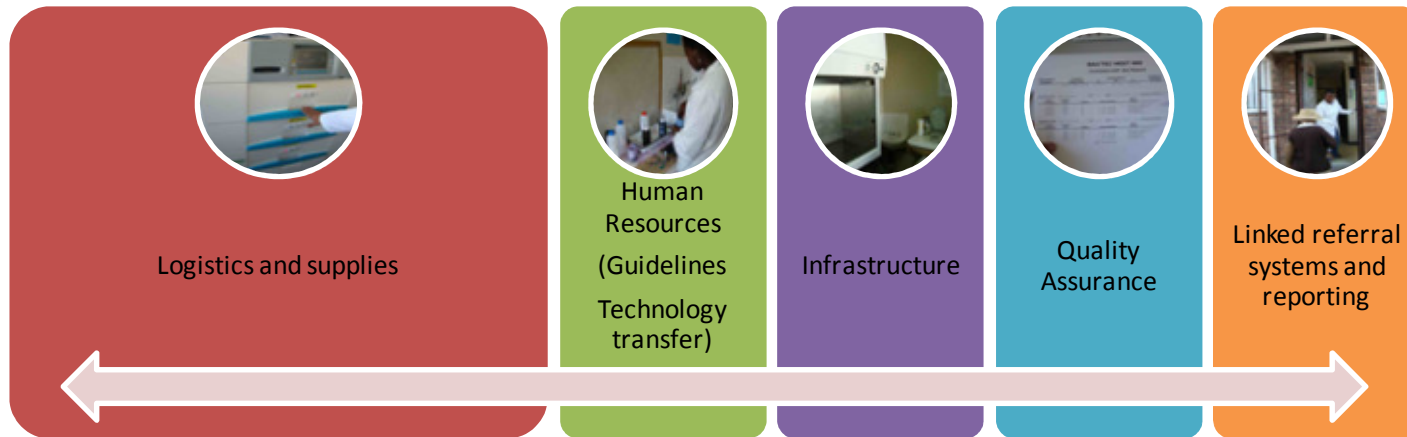 Logistics and supplies
Human
Resources
(Guidelines
Technology
transfer)
Infrastructure
Quality
Assurance
Linked referral
systems and
reporting